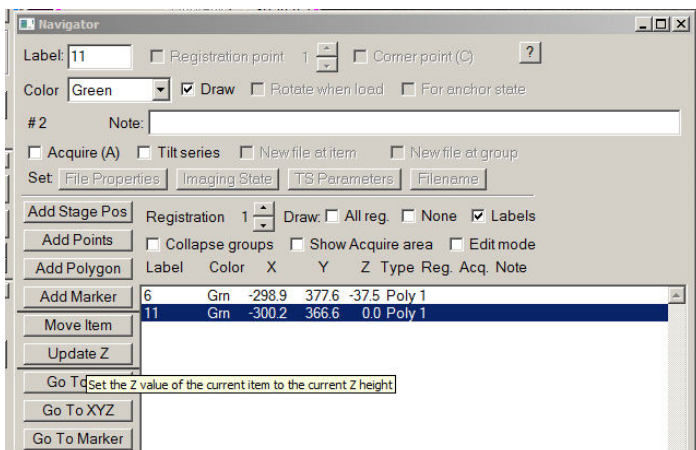 Navigator
Label: 11 Registration point 1 Corner point (C) ?
Color Green Draw Rotate when load For anchor state
#2 Note:
Acquire (A) Tilt series New file at item New file at group
Set: File Properties Imaging State TS Parameters Filename
Add Stage Pos Registration 1 Draw: All reg. None Labels
Add Points Collapse groups Show Acquire area Edit mode
Add Polygon Label Color X Y Z Type Reg. Acq. Note
Add Marker 6 Grn -298.9 377.6 -37.5 Poly 1
Move Item 11 Grn -300.2 366.6 0.0 Poly 1
Update Z
Go To
Set the Z value of the current item to the current Z height
Go To XYZ
Go To Marker